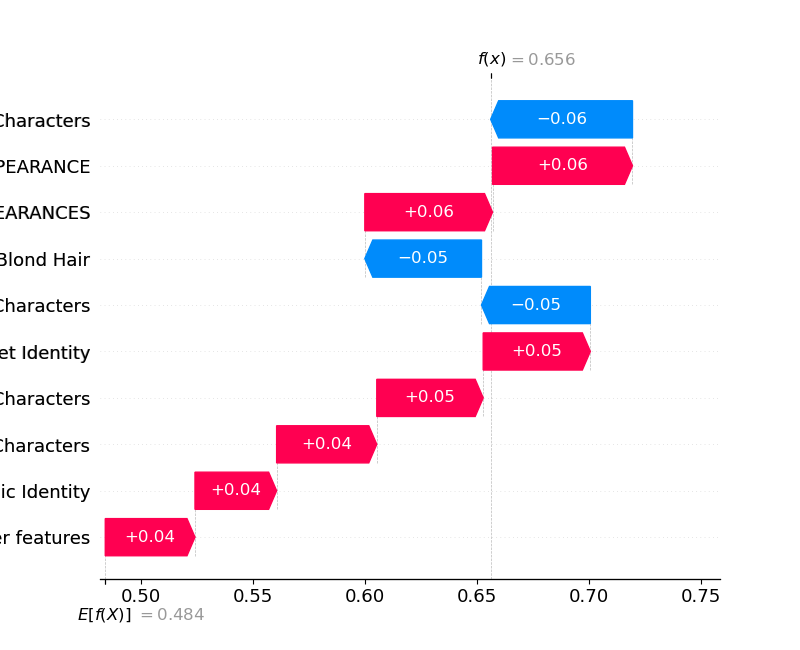 f(x) = 0.656
Characters −0.06
PEARANCE +0.06
EARANCES +0.06
Blond Hair −0.05
Characters −0.05
et Identity +0.05
Characters +0.05
Characters +0.04
ic Identity +0.04
er features +0.04
0.50 0.55 0.60 0.65 0.70 0.75
E[f(X)] = 0.484